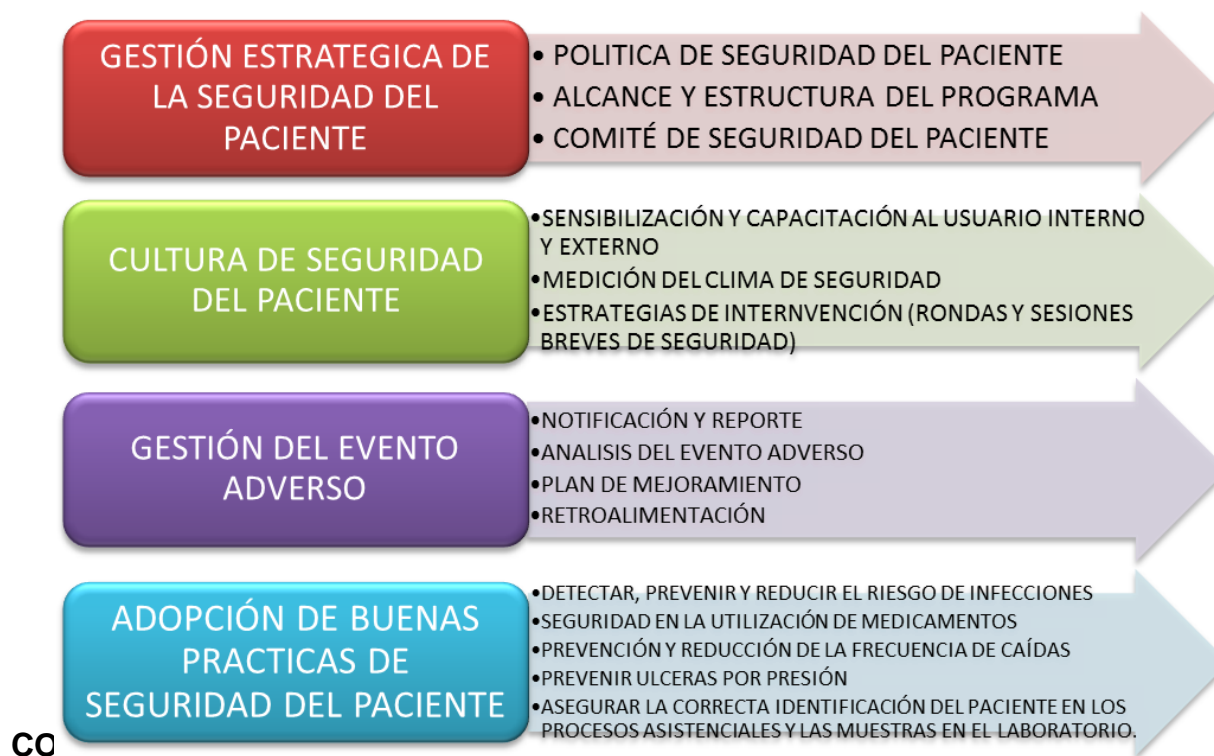 GESTIÓN ESTRATEGICA DE
LA SEGURIDAD DEL
PACIENTE
• POLITICA DE SEGURIDAD DEL PACIENTE
• ALCANCE Y ESTRUCTURA DEL PROGRAMA
• COMITÉ DE SEGURIDAD DEL PACIENTE
CULTURA DE SEGURIDAD
DEL PACIENTE
•SENSIBILIZACIÓN Y CAPACITACIÓN AL USUARIO INTERNO
Y EXTERNO
•MEDICIÓN DEL CLIMA DE SEGURIDAD
•ESTRATEGIAS DE INTERNVENCIÓN (RONDAS Y SESIONES
BREVES DE SEGURIDAD)
GESTIÓN DEL EVENTO
ADVERSO
•NOTIFICACIÓN Y REPORTE
•ANALISIS DEL EVENTO ADVERSO
•PLAN DE MEJORAMIENTO
•RETROALIMENTACIÓN
ADOPCIÓN DE BUENAS
PRACTICAS DE
SEGURIDAD DEL PACIENTE
•DETECTAR, PREVENIR Y REDUCIR EL RIESGO DE INFECCIONES
•SEGURIDAD EN LA UTILIZACIÓN DE MEDICAMENTOS
•PREVENCIÓN Y REDUCCIÓN DE LA FRECUENCIA DE CAÍDAS
•PREVENIR ULCERAS POR PRESIÓN
•ASEGURAR LA CORRECTA IDENTIFICACIÓN DEL PACIENTE EN LOS
PROCESOS ASISTENCIALES Y LAS MUESTRAS EN EL LABORATORIO.